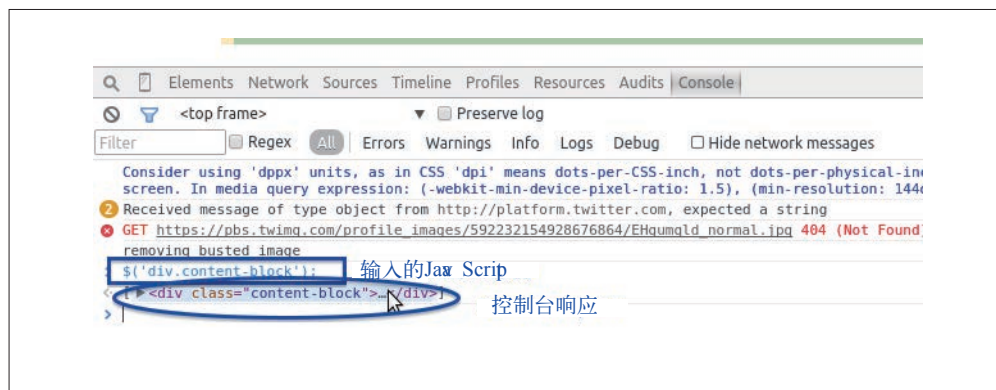 Elements Network Sources Timeline Profiles Resources Audits Console
<top frame> ▼ Preserve log
Filter Regex All Errors Warnings Info Logs Debug Hide network messages
Consider using 'dppx' units, as in CSS 'dpi' means dots-per-CSS-inch, not dots-per-physical-in
screen. In media query expression: (-webkit-min-device-pixel-ratio: 1.5), (min-resolution: 144
2 Received message of type object from http://platform.twitter.com, expected a string
GET https://pbs.twimg.com/profile_images/592232154928676864/EHqumqld_normal.jpg 404 (Not Found)
removing busted image
$('div.content-block'); 输入的Java Script
[▶<div class="content-block">…</div>]
控制台响应
>